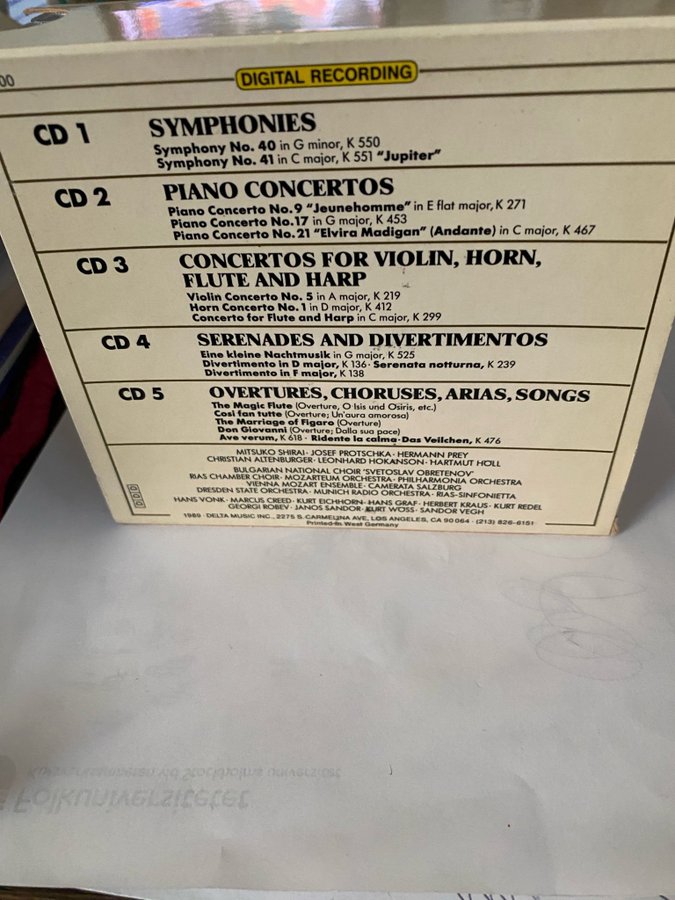 00
DIGITAL RECORDING
CD 1 SYMPHONIES
Symphony No. 40 in G minor, K 550
Symphony No. 41 in C major, K 551 "Jupiter"
CD 2 PIANO CONCERTOS
Piano Concerto No. 9 "Jeunehomme" in E flat major, K 271
Piano Concerto No. 17 in G major, K 453
Piano Concerto No. 21 "Elvira Madigan" (Andante) in C major, K 467
CD 3 CONCERTOS FOR VIOLIN, HORN,
FLUTE AND HARP
Violin Concerto No. 5 in A major, K 219
Horn Concerto No. 1 in D major, K 412
Concerto for Flute and Harp in C major, K 299
CD 4 SERENADES AND DIVERTIMENTOS
Eine kleine Nachtmusik in G major, K 525
Divertimento in D major, K 136 · Serenata notturna, K 239
Divertimento in F major, K 138
CD 5 OVERTURES, CHORUSES, ARIAS, SONGS
The Magic Flute (Overture, O Isis und Osiris, etc.)
Cosi fan tutte (Overture; Un'aura amorosa)
The Marriage of Figaro (Overture)
Don Giovanni (Overture; Dalla sua pace)
Ave verum, K 618 · Ridente la calma · Das Veilchen, K 476
MITSUKO SHIRAI · JOSEF PROTSCHKA · HERMANN PREY
CHRISTIAN ALTENBURGER · LEONHARD HOKANSON · HARTMUT HOLL
BULGARIAN NATIONAL CHOIR 'SVETOSLAV OBRETENOV'
RIAS CHAMBER CHOIR · MOZARTEUM ORCHESTRA · PHILHARMONIA ORCHESTRA
VIENNA MOZART ENSEMBLE · CAMERATA SALZBURG
DRESDEN STATE ORCHESTRA · MUNICH RADIO ORCHESTRA · RIAS-SINFONIETTA
HANS VONK · MARCUS CREED · KURT EICHHORN · HANS GRAF · HERBERT KRAUS · KURT REDEL
GEORGI ROBEV · JANOS SANDOR · KURT WOSS · SANDOR VEGH
DDD
1989 · DELTA MUSIC INC., 2275 S. CARMELINA AVE, LOS ANGELES, CA 90064 · (213) 826-6151
Printed in West Germany
Kursverksamheten vid Stockholms universitet
Folkuniversitetet